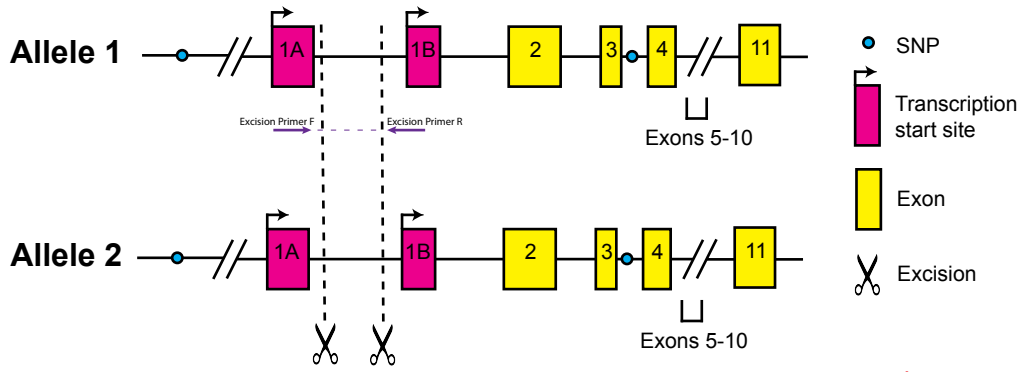 Allele 1
1A
1B
2
3
4
11
Excision Primer F
Excision Primer R
Exons 5-10
Allele 2
1A
1B
2
3
4
11
Exons 5-10
SNP
Transcription
start site
Exon
Excision